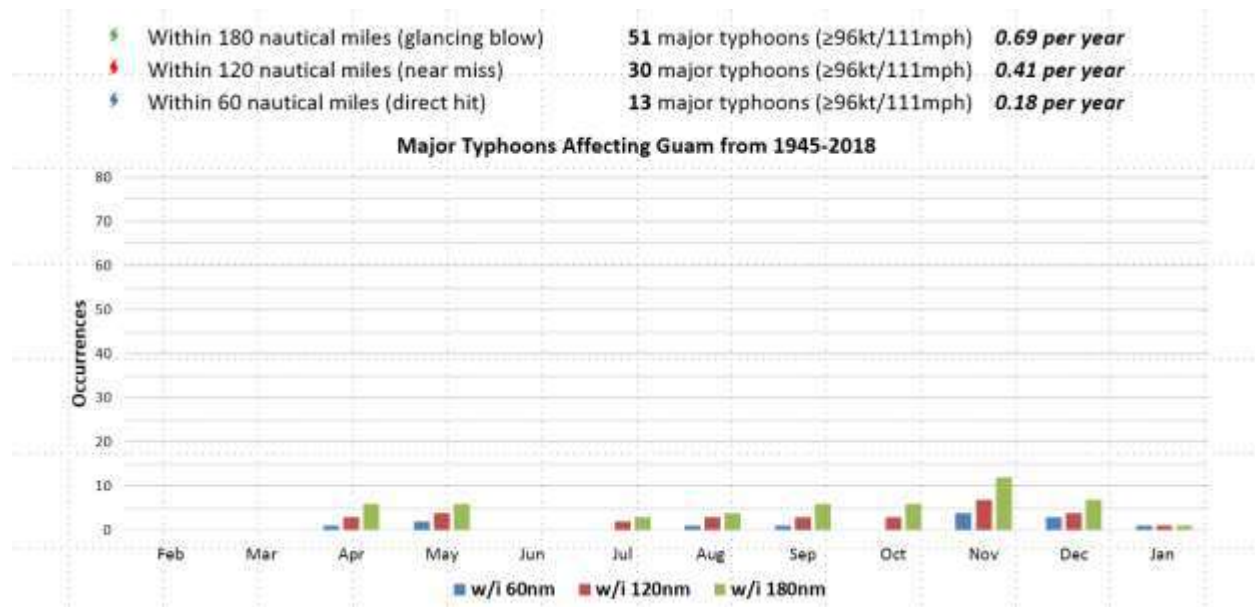 Within 180 nautical miles (glancing blow) 51 major typhoons (≥96kt/111mph) 0.69 per year
Within 120 nautical miles (near miss) 30 major typhoons (≥96kt/111mph) 0.41 per year
Within 60 nautical miles (direct hit) 13 major typhoons (≥96kt/111mph) 0.18 per year
Major Typhoons Affecting Guam from 1945-2018
Occurrences
80
70
60
50
40
30
20
10
0
Feb Mar Apr May Jun Jul Aug Sep Oct Nov Dec Jan
w/i 60nm w/i 120nm w/i 180nm